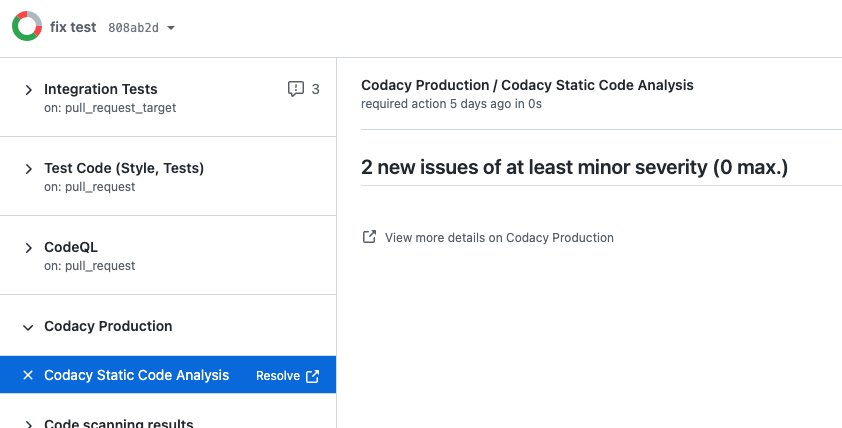 fix test 808ab2d
Integration Tests 3
on: pull_request_target
Test Code (Style, Tests)
on: pull_request
CodeQL
on: pull_request
Codacy Production
Codacy Static Code Analysis Resolve
Code scanning results
Codacy Production / Codacy Static Code Analysis
required action 5 days ago in 0s
2 new issues of at least minor severity (0 max.)
View more details on Codacy Production